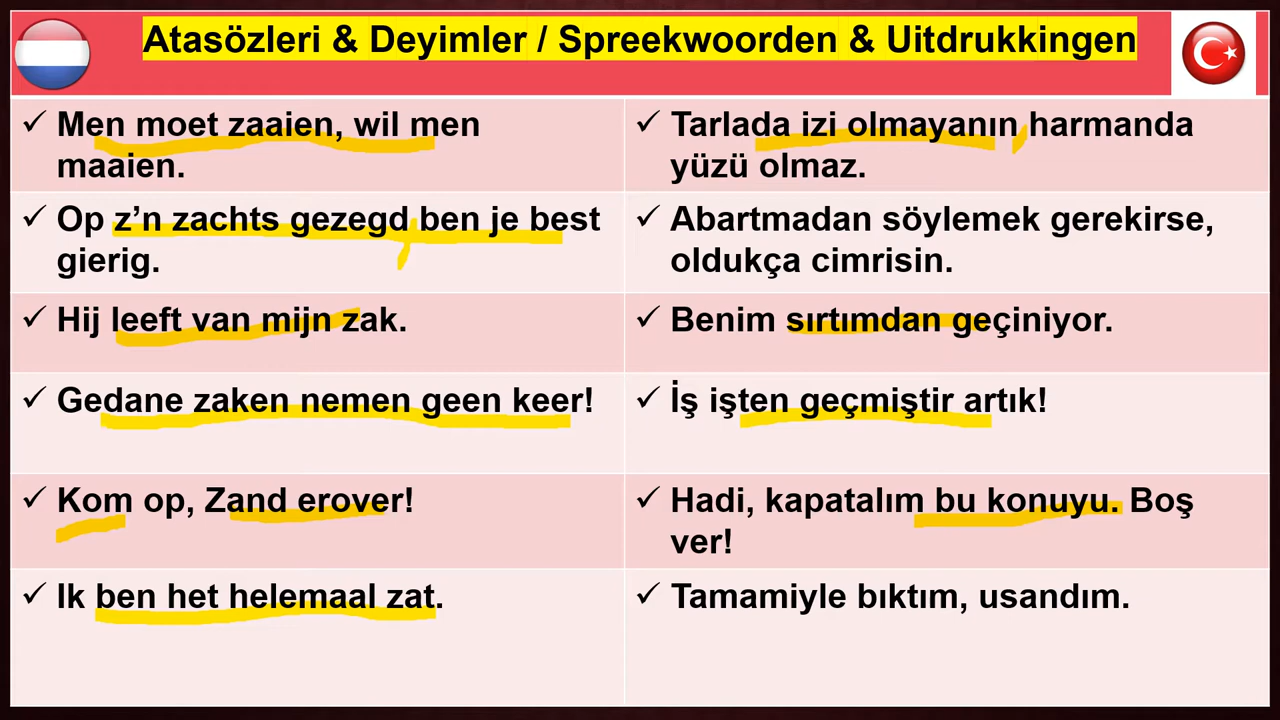 Atasözleri & Deyimler / Spreekwoorden & Uitdrukkingen
✓ Men moet zaaien, wil men
maaien.
✓ Tarlada izi olmayanın harmanda
yüzü olmaz.
✓ Op z’n zachts gezegd ben je best
gierig.
✓ Abartmadan söylemek gerekirse,
oldukça cimrisin.
✓ Hij leeft van mijn zak.
✓ Benim sırtımdan geçiniyor.
✓ Gedane zaken nemen geen keer!
✓ İş işten geçmiştir artık!
✓ Kom op, Zand erover!
✓ Hadi, kapatalım bu konuyu. Boş
ver!
✓ Ik ben het helemaal zat.
✓ Tamamiyle bıktım, usandım.